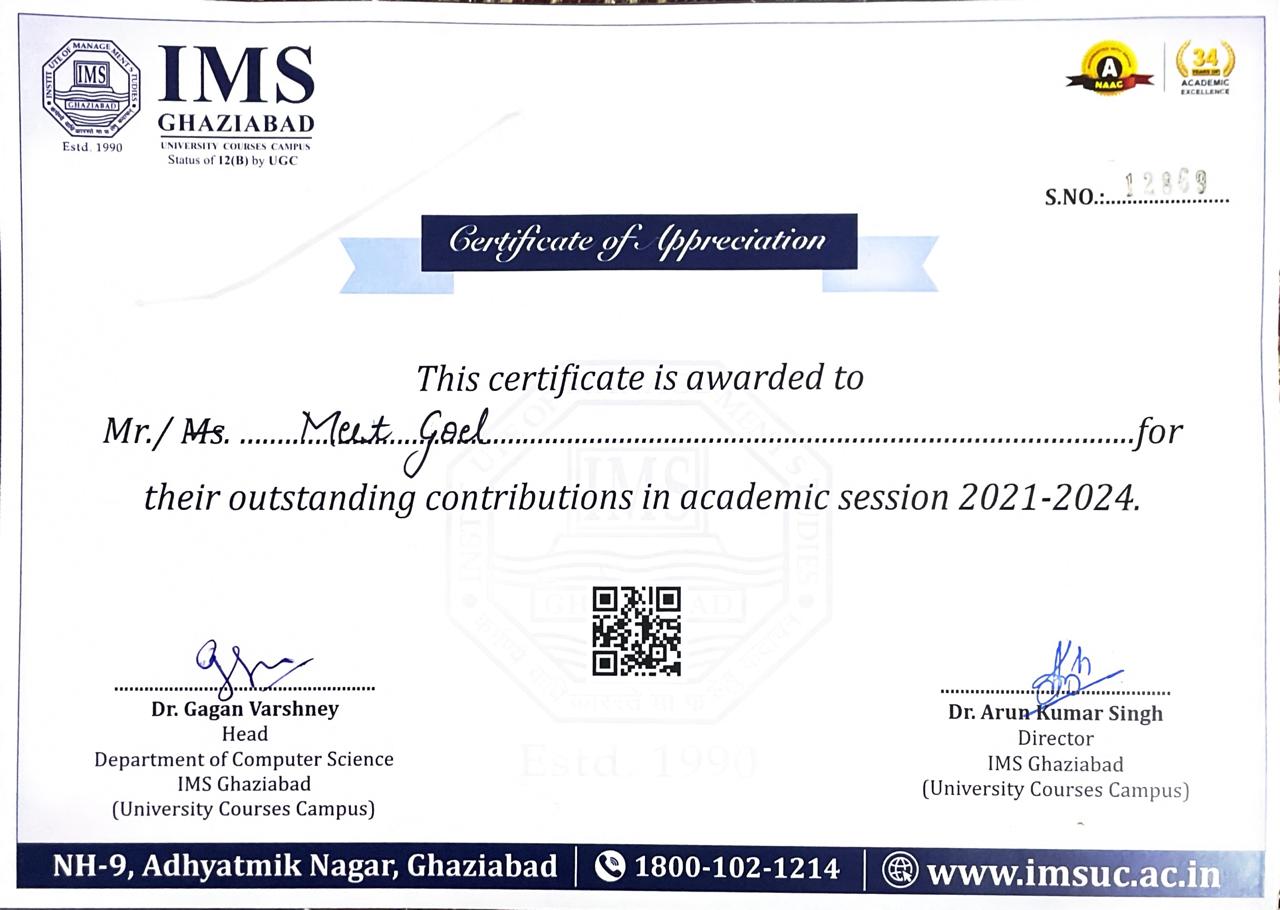 IMS
GHAZIABAD
UNIVERSITY COURSES CAMPUS
Status of 12(B) by UGC
INSTITUTE OF MANAGEMENT STUDIES
IMS
GHAZIABAD
Estd. 1990
A
NAAC
34
YEARS OF
ACADEMIC
EXCELLENCE
S.NO.:..12869..........
Certificate of Appreciation
This certificate is awarded to
Mr./ Ms. ........Meet Goel..........for
their outstanding contributions in academic session 2021-2024.
IMS
GHAZIABAD
Estd. 1990
Dr. Gagan Varshney
Head
Department of Computer Science
IMS Ghaziabad
(University Courses Campus)
Dr. Arun Kumar Singh
Director
IMS Ghaziabad
(University Courses Campus)
NH-9, Adhyatmik Nagar, Ghaziabad
1800-102-1214
www.imsuc.ac.in